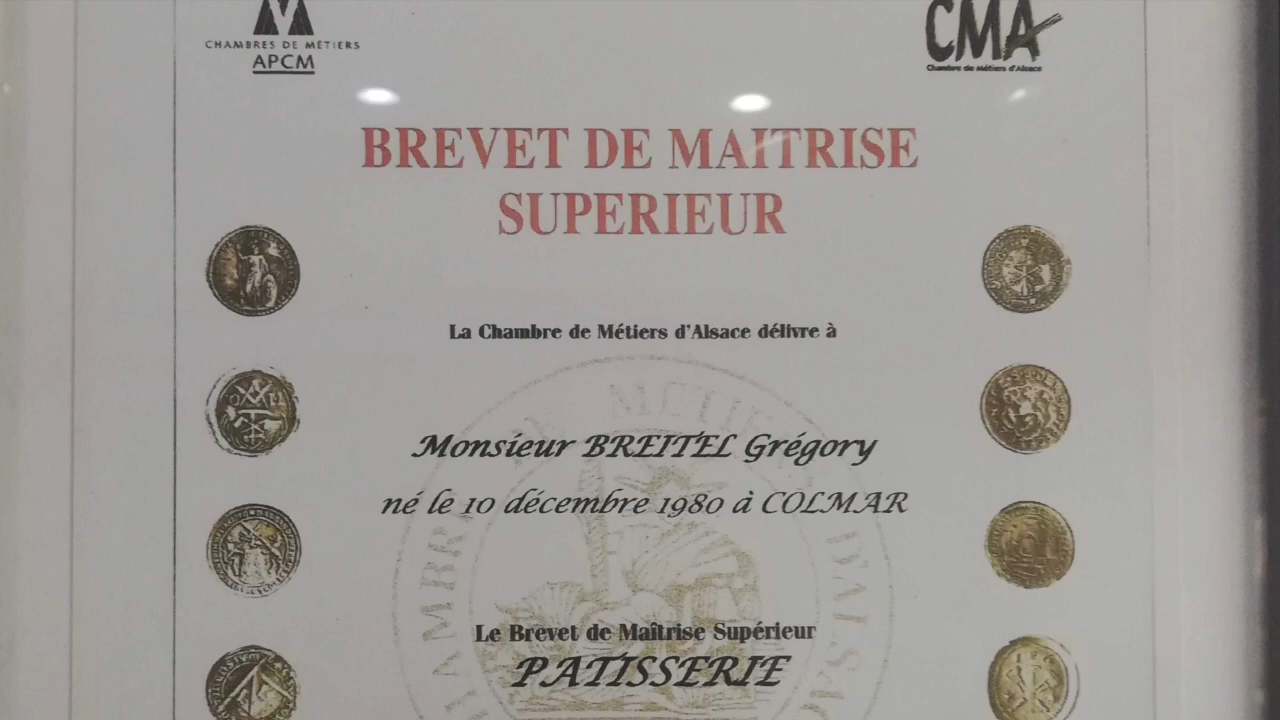 CHAMBRES DE MÉTIERS
APCM
CMA
Chambre de Métiers d'Alsace
BREVET DE MAITRISE
SUPERIEUR
La Chambre de Métiers d'Alsace délivre à
Monsieur BREITEL Grégory
né le 10 décembre 1980 à COLMAR
Le Brevet de Maîtrise Supérieur
PATISSERIE